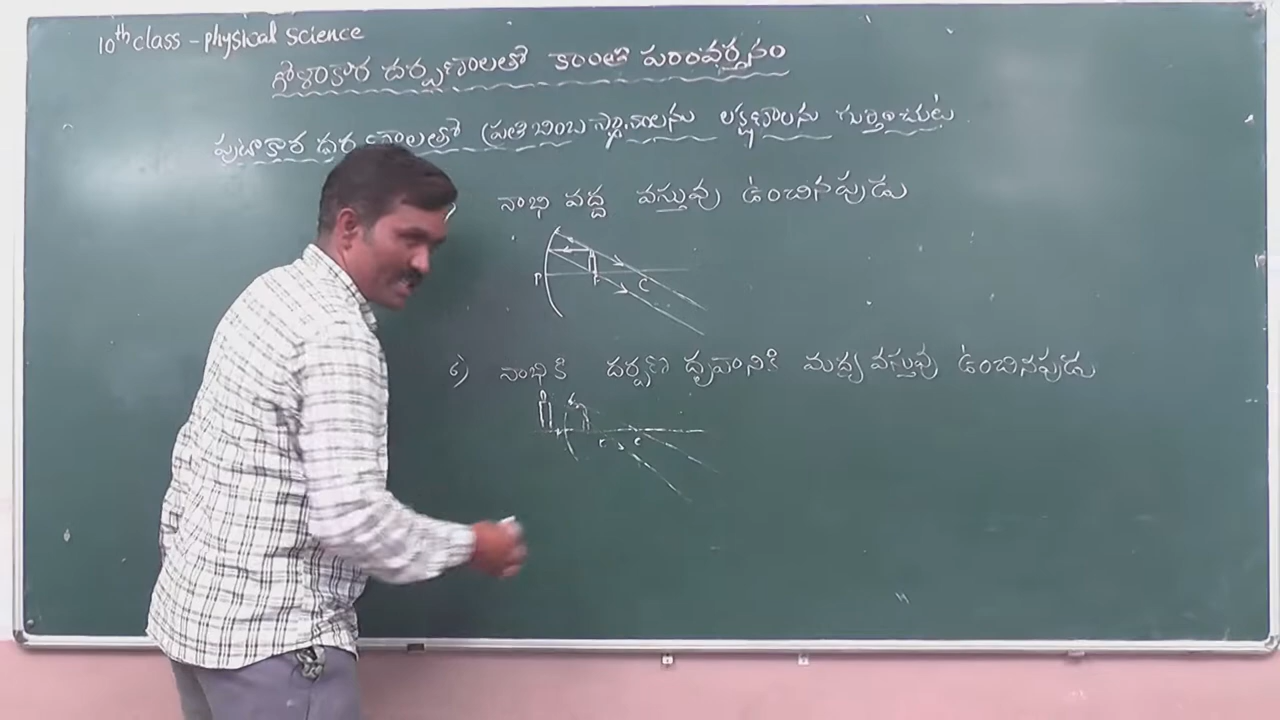 10th class - physical science
గోళాకార దర్పణాలతో కాంతి పరావర్తనం
పుటాకార దర్పణాలతో ప్రతిబింబ స్థానాలను లక్షణాలను గుర్తించుట
నాభి వద్ద వస్తువు ఉంచినపుడు
P F C
6) నాభికి దర్పణ ధృవానికి మధ్య వస్తువు ఉంచినపుడు
F C